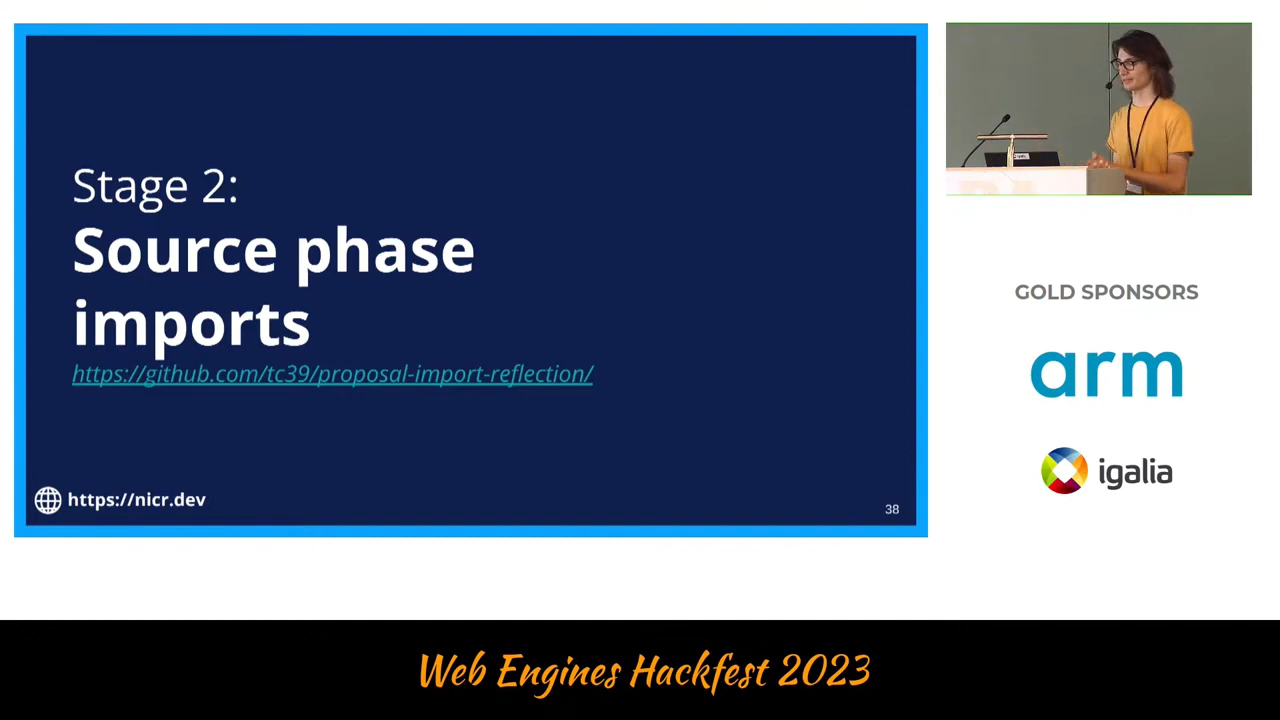 Stage 2:
Source phase
imports
https://github.com/tc39/proposal-import-reflection/
https://nicr.dev
38
GOLD SPONSORS
arm
igalia
Web Engines Hackfest 2023